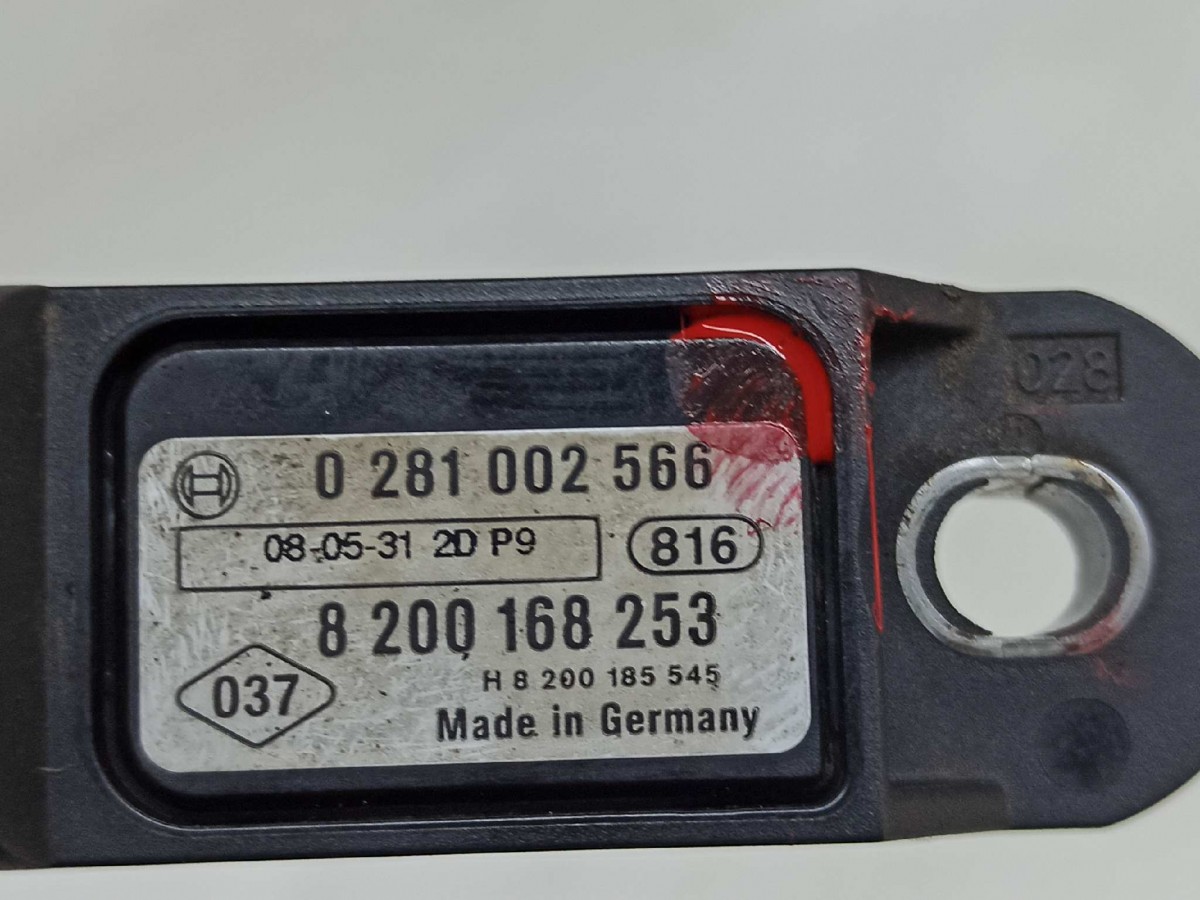 028
0 281 002 566
08-05-31 2D P9
816
8 200 168 253
H 8 200 185 545
037
Made in Germany